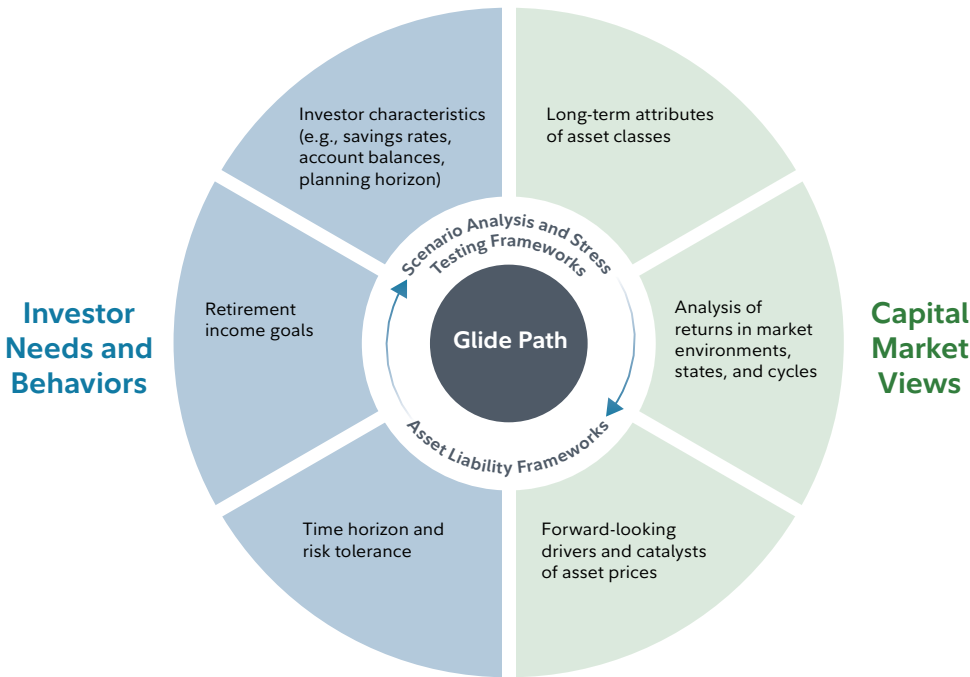 Investor
Needs and
Behaviors
Investor characteristics
(e.g., savings rates,
account balances,
planning horizon)
Retirement
income goals
Time horizon and
risk tolerance
Scenario Analysis and Stress
Testing Frameworks
Glide Path
Asset Liability Frameworks
Long-term attributes
of asset classes
Analysis of
returns in market
environments,
states, and cycles
Forward-looking
drivers and catalysts
of asset prices
Capital
Market
Views